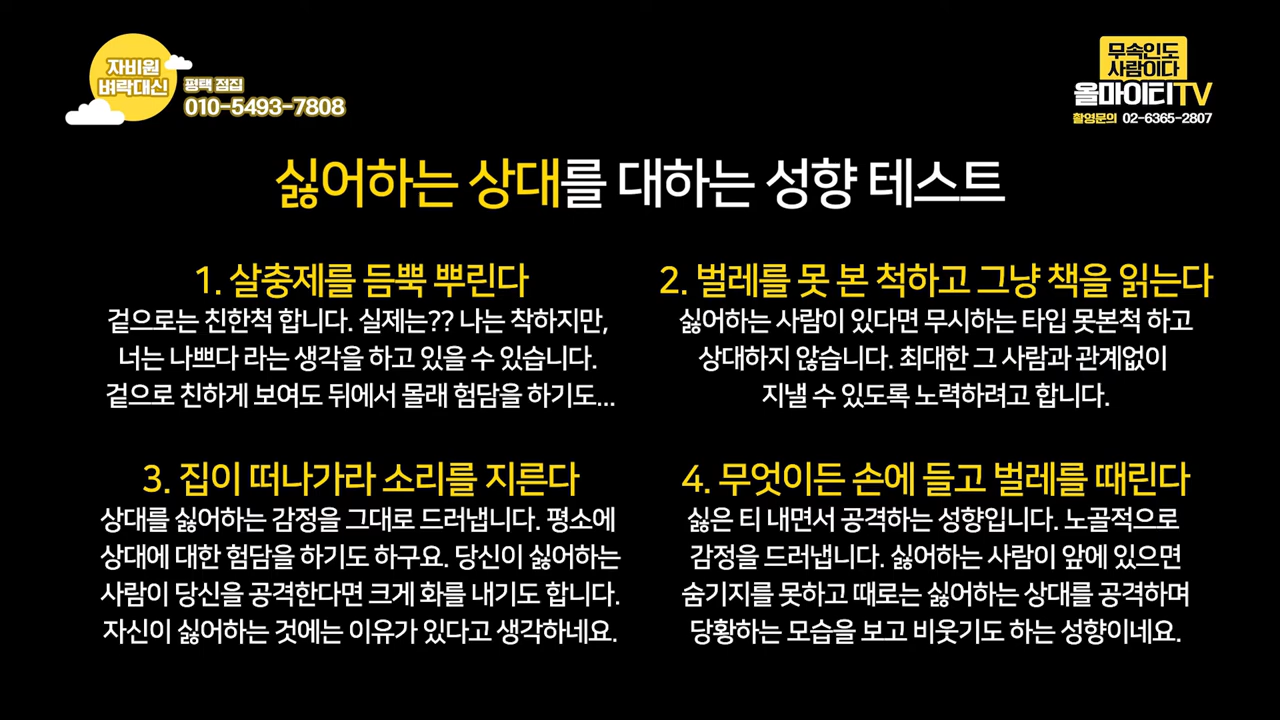 자비원
벼락대신
평택 점집
010-5493-7808
무속인도
사람이다
올마이티TV
촬영문의 02-6365-2807
싫어하는 상대를 대하는 성향 테스트
1. 살충제를 듬뿍 뿌린다
겉으로는 친한척 합니다. 실제는?? 나는 착하지만,
너는 나쁘다 라는 생각을 하고 있을 수 있습니다.
겉으로 친하게 보여도 뒤에서 몰래 험담을 하기도...
2. 벌레를 못 본 척하고 그냥 책을 읽는다
싫어하는 사람이 있다면 무시하는 타입 못본척 하고
상대하지 않습니다. 최대한 그 사람과 관계없이
지낼 수 있도록 노력하려고 합니다.
3. 집이 떠나가라 소리를 지른다
상대를 싫어하는 감정을 그대로 드러냅니다. 평소에
상대에 대한 험담을 하기도 하구요. 당신이 싫어하는
사람이 당신을 공격한다면 크게 화를 내기도 합니다.
자신이 싫어하는 것에는 이유가 있다고 생각하네요.
4. 무엇이든 손에 들고 벌레를 때린다
싫은 티 내면서 공격하는 성향입니다. 노골적으로
감정을 드러냅니다. 싫어하는 사람이 앞에 있으면
숨기지를 못하고 때로는 싫어하는 상대를 공격하며
당황하는 모습을 보고 비웃기도 하는 성향이네요.